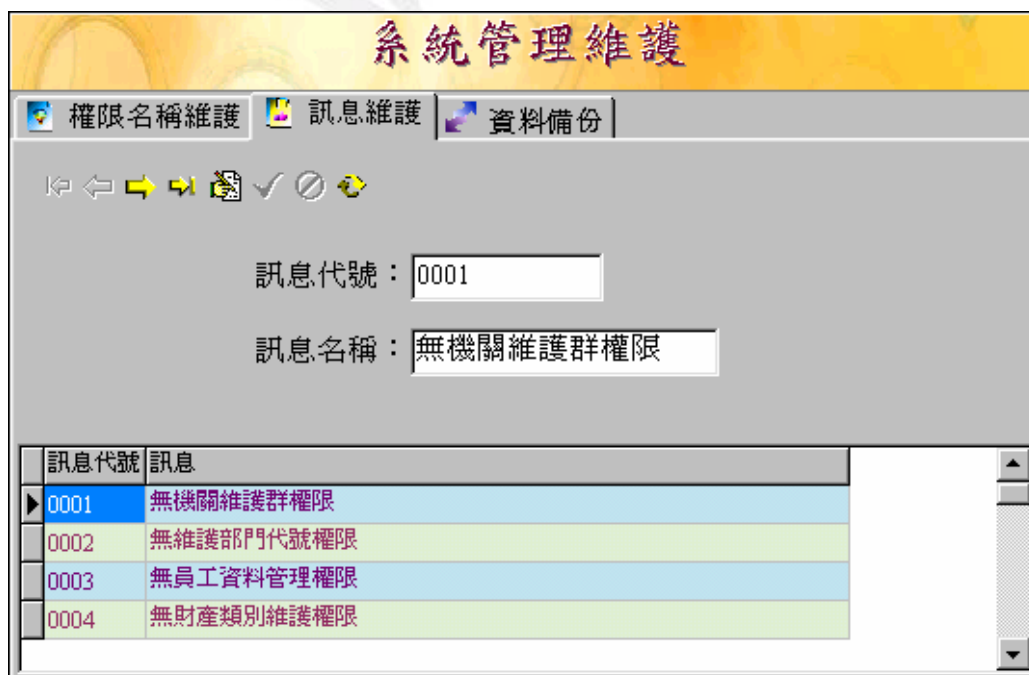 系統管理維護
權限名稱維護 訊息維護 資料備份
訊息代號：0001
訊息名稱：無機關維護群權限
訊息代號 訊息
0001 無機關維護群權限
0002 無維護部門代號權限
0003 無員工資料管理權限
0004 無財產類別維護權限